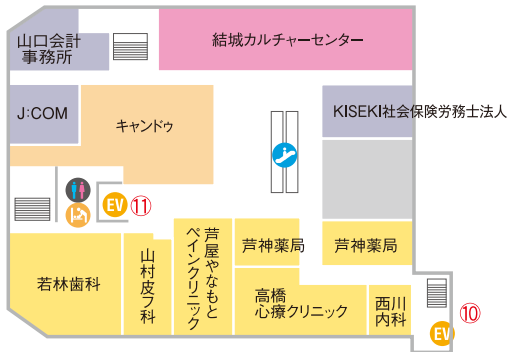 山口会計
事務所
結城カルチャーセンター
J:COM
キャンドゥ
KISEKI社会保険労務士法人
EV
⑪
若林歯科
山村皮フ科
芦屋やなもと
ペインクリニック
芦神薬局
芦神薬局
高橋
心療クリニック
西川
内科
EV
⑩